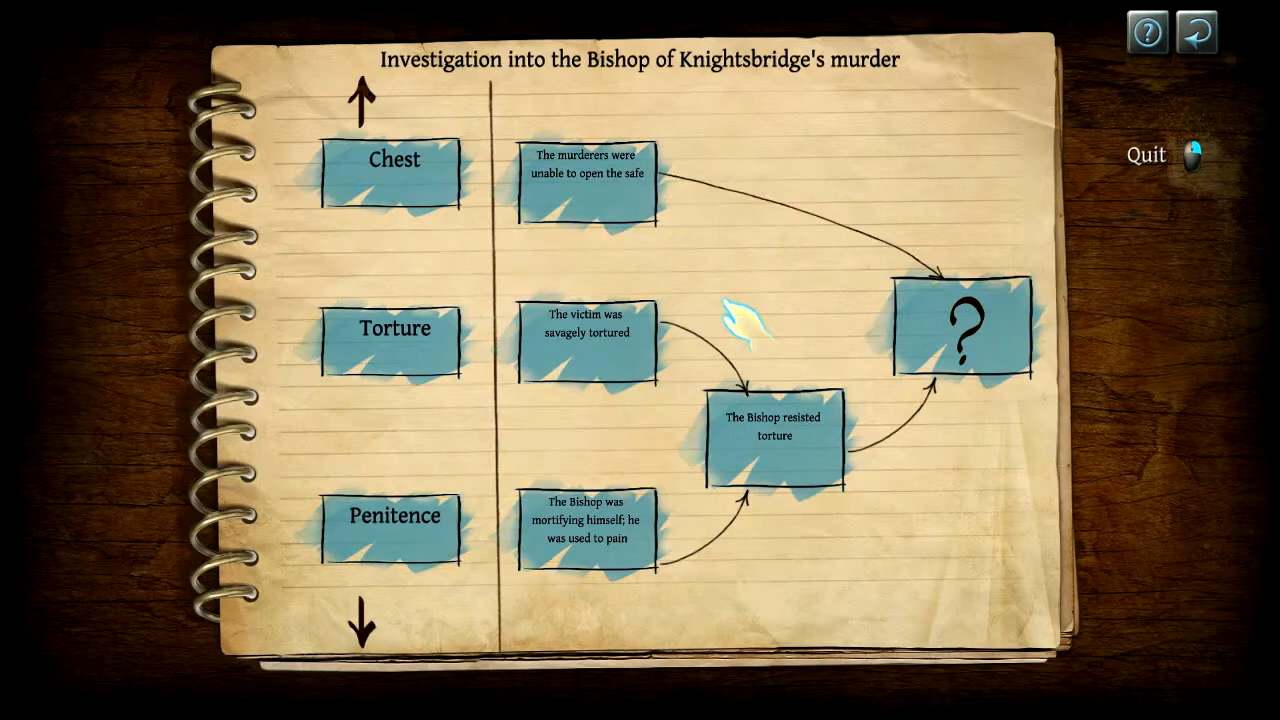 Investigation into the Bishop of Knightsbridge's murder
?
Quit
Chest
The murderers were
unable to open the safe
Torture
The victim was
savagely tortured
?
The Bishop resisted
torture
Penitence
The Bishop was
mortifying himself; he
was used to pain